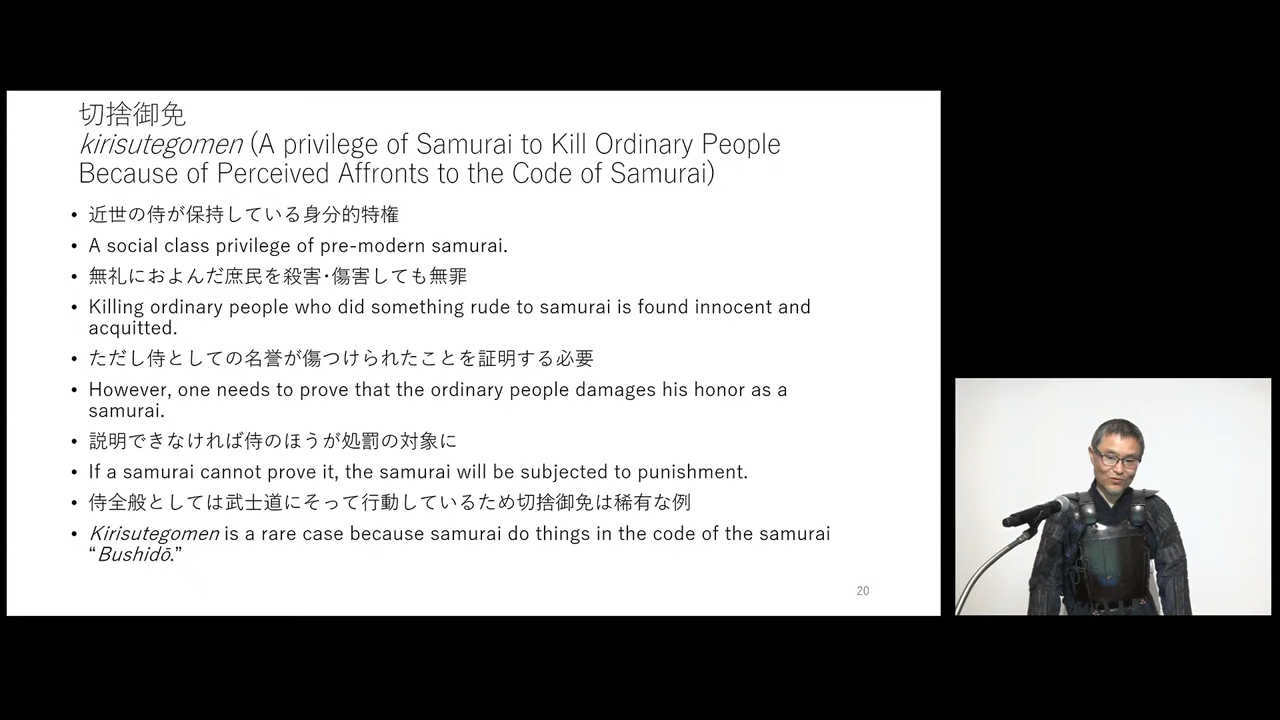 切捨御免
kirisutegomen (A privilege of Samurai to Kill Ordinary People
Because of Perceived Affronts to the Code of Samurai)
• 近世の侍が保持している身分的特権
• A social class privilege of pre-modern samurai.
• 無礼におよんだ庶民を殺害･傷害しても無罪
• Killing ordinary people who did something rude to samurai is found innocent and
acquitted.
• ただし侍としての名誉が傷つけられたことを証明する必要
• However, one needs to prove that the ordinary people damages his honor as a
samurai.
• 説明できなければ侍のほうが処罰の対象に
• If a samurai cannot prove it, the samurai will be subjected to punishment.
• 侍全般としては武士道にそって行動しているため切捨御免は稀有な例
• Kirisutegomen is a rare case because samurai do things in the code of the samurai
“Bushidō.”
20